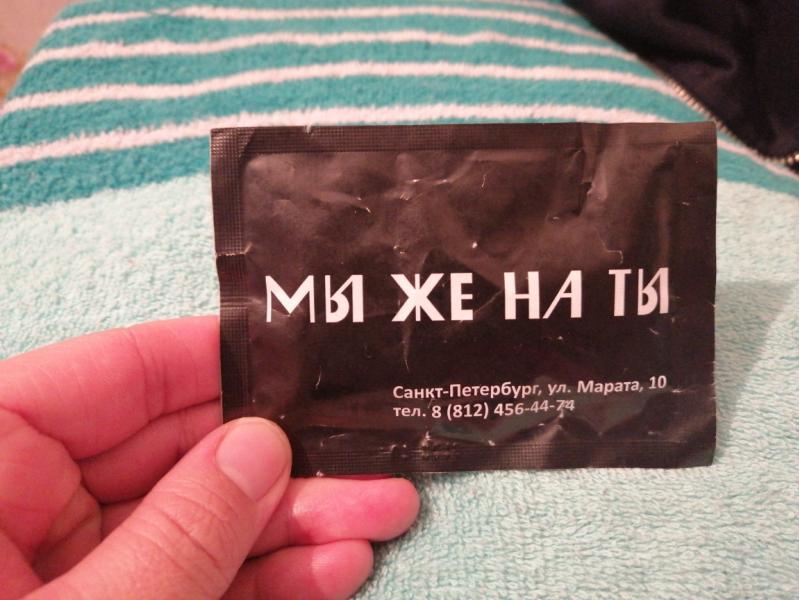 МЫ ЖЕ НА ТЫ
Санкт-Петербург, ул. Марата, 10
тел. 8 (812) 456-44-74